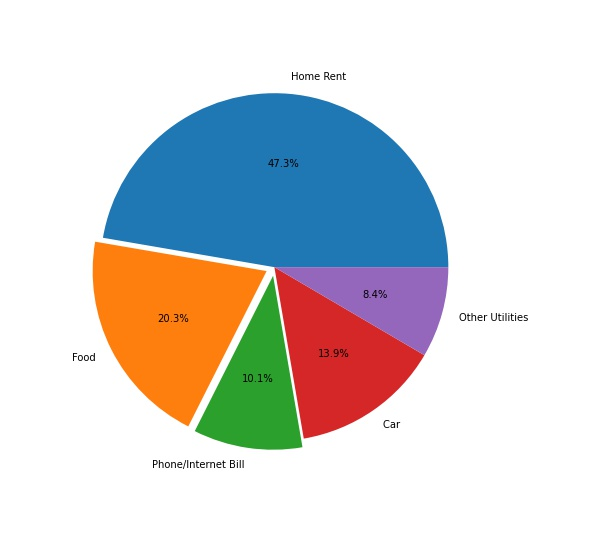 Home Rent
47.3%
8.4%
Other Utilities
20.3%
13.9%
Food
10.1%
Car
Phone/Internet Bill